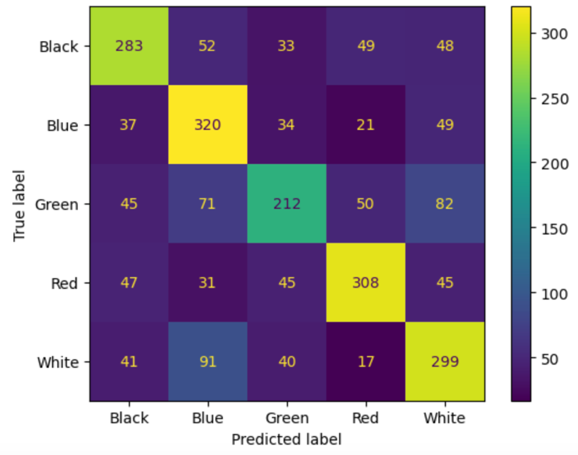 Black 283 52 33 49 48
Blue 37 320 34 21 49
Green 45 71 212 50 82
Red 47 31 45 308 45
White 41 91 40 17 299
Black Blue Green Red White
Predicted label
True label
300
250
200
150
100
50